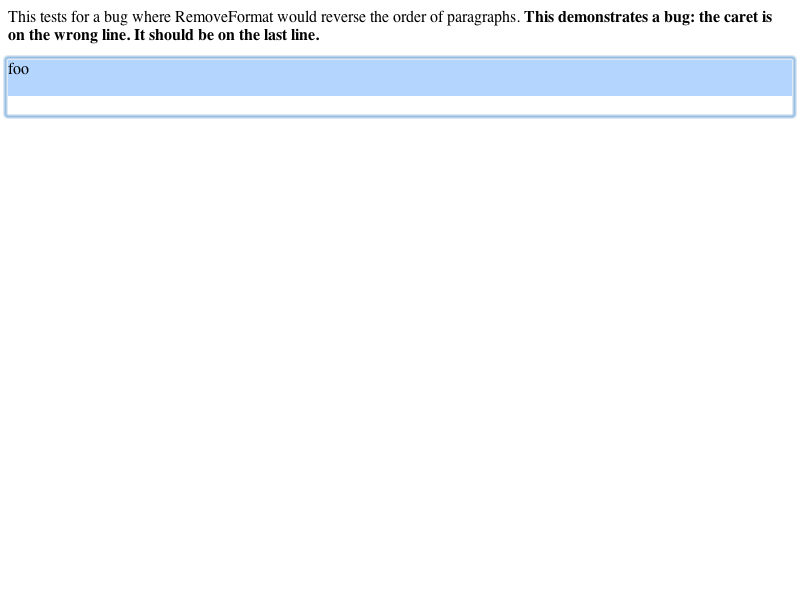 This tests for a bug where RemoveFormat would reverse the order of paragraphs. This demonstrates a bug: the caret is
on the wrong line. It should be on the last line.
foo